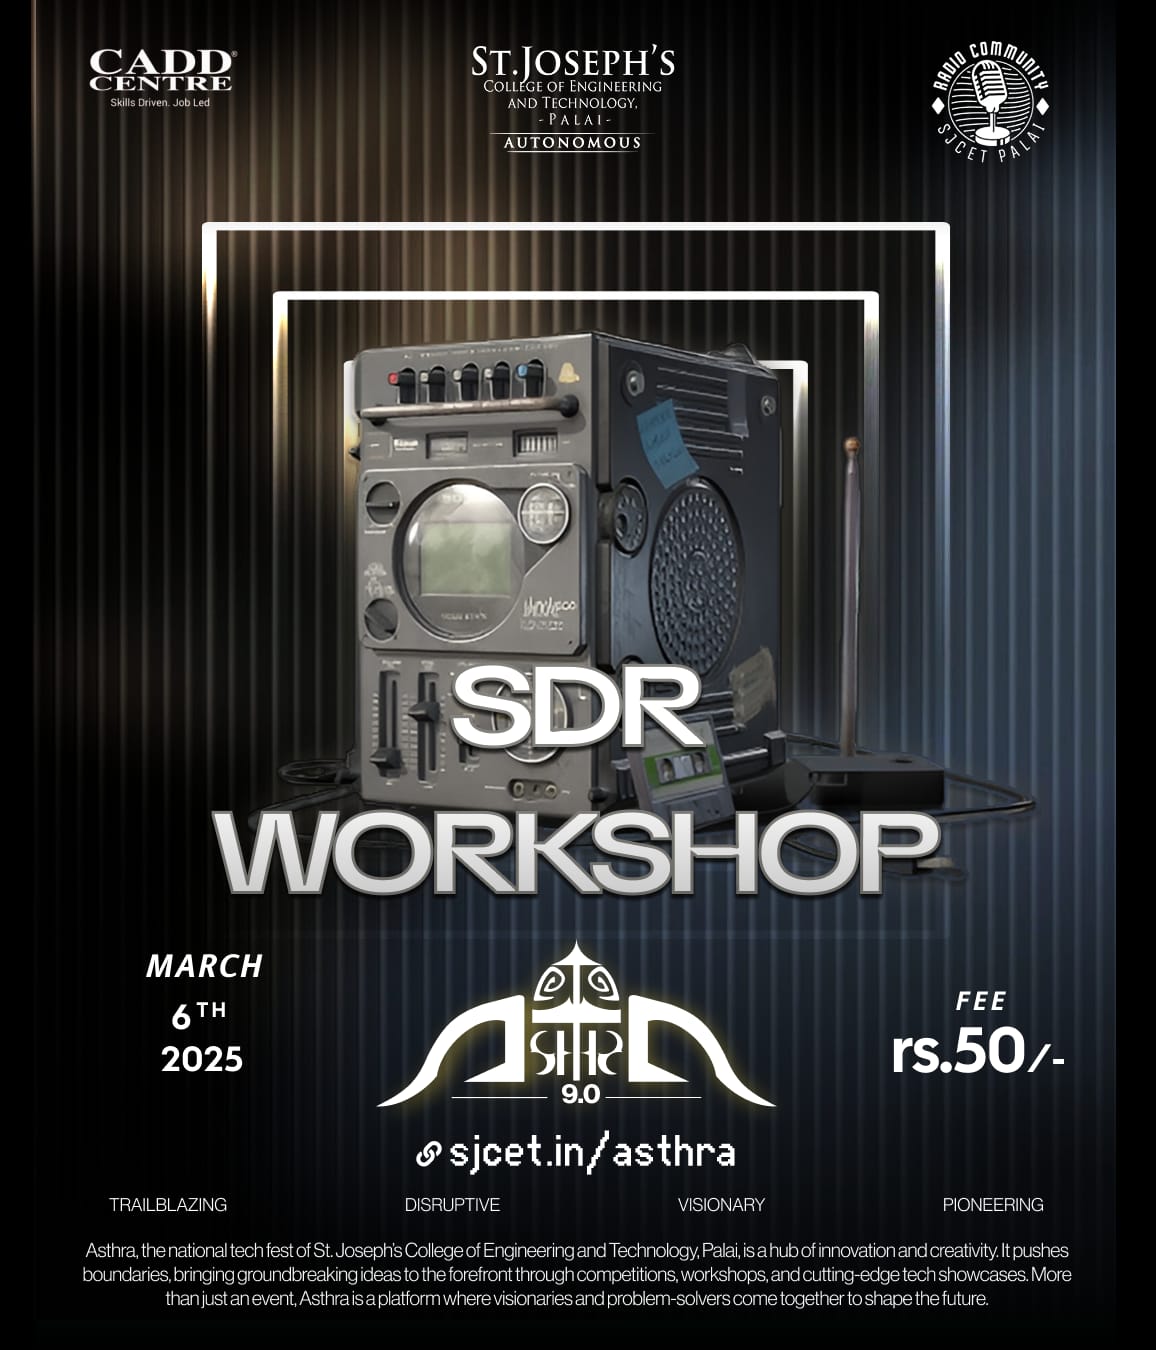 CADD
CENTRE
Skills Driven. Job Led
ST. JOSEPH'S
COLLEGE OF ENGINEERING
AND TECHNOLOGY,
- PALAI -
AUTONOMOUS
RADIO COMMUNITY
SJCET PALAI
SDR
WORKSHOP
MARCH
6TH
2025
ASTHRA
9.0
FEE
rs.50/-
sjcet.in/asthra
TRAILBLAZING
DISRUPTIVE
VISIONARY
PIONEERING
Asthra, the national tech fest of St. Joseph's College of Engineering and Technology, Palai, is a hub of innovation and creativity. It pushes
boundaries, bringing groundbreaking ideas to the forefront through competitions, workshops, and cutting-edge tech showcases. More
than just an event, Asthra is a platform where visionaries and problem-solvers come together to shape the future.